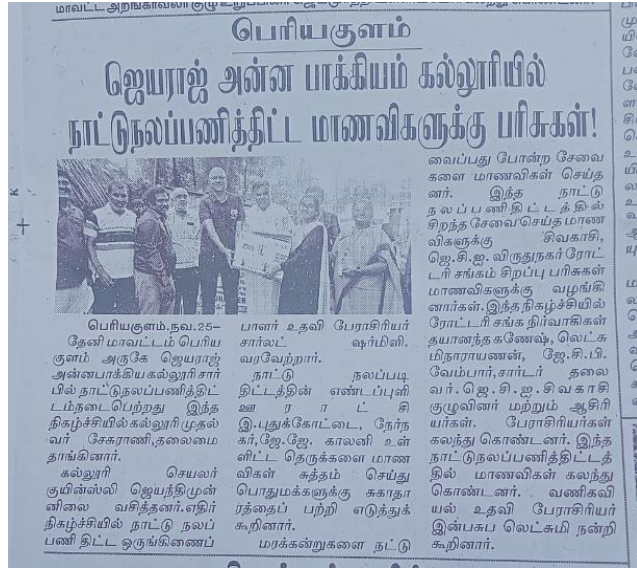 பெரியகுளம்
ஜெயராஜ் அன்ன பாக்கியம் கல்லூரியில்
நாட்டுநலப்பணித்திட்ட மாணவிகளுக்கு பரிசுகள்!
பெரியகுளம்.நவ.25–
தேனி மாவட்டம் பெரிய
குளம் அருகே ஜெயராஜ்
அன்னபாக்கியகல்லூரி சார்
பில் நாட்டுநலப்பணித்திட்
டம்நடைபெற்றது இந்த
நிகழ்ச்சியில்கல்லூரிமுதல்
வர் சேசுராணி,தலைமை
தாங்கினார்.
கல்லூரி செயலர்
குயின்ஸ்லி ஜெயந்திமுன்
னிலை வசித்தனர்.எதிர்
நிகழ்ச்சியில் நாட்டு நலப்
பணி திட்ட ஒருங்கிணைப்
பாளர் உதவி பேராசிரியர்
சார்லட் ஷர்மிளி.
வரவேற்றார்.
நாட்டு நலப்படி
திட்டத்தின் எண்டப்புளி
ஊ ரா ட் சி
இ.புதுக்கோட்டை, நேர்ந
கர்,ஜே.ஜே. காலனி உள்
ளிட்ட தெருக்களை மாண
விகள் சுத்தம் செய்து
பொதுமக்களுக்கு சுகாதா
ரத்தைப் பற்றி எடுத்துக்
கூறினார்.
மரக்கன்றுகளை நட்டு
வைப்பது போன்ற சேவை
களை மாணவிகள் செய்த
னர். இந்த நாட்டு
நலப்பணிதிட்டத்தில்
சிறந்தசேவைசெய்த மாண
விகளுக்கு சிவகாசி,
ஜெ.சி.ஐ. விருதுநகர்ரோட்
டரி சங்கம் சிறப்பு பரிசுகள்
மாணவிகளுக்கு வழங்கி
னார்கள்.இந்தநிகழ்ச்சியில்
ரோட்டரி சங்க நிர்வாகிகள்
தயானந்தகணேஷ், லெட்சு
மிநாராயணன், ஜே.சி.பி.
வேம்பார்,சார்டர் தலை
வர்.ஜெ.சி.ஐ.சிவகாசி
குழுவினர் மற்றும் ஆசிரி
யர்கள். பேராசிரியர்கள்
கலந்து கொண்டனர். இந்த
நாட்டுநலப்பணித்திட்டத்
தில் மாணவிகள் கலந்து
கொண்டனர். வணிகவி
யல் உதவி பேராசிரியர்
இன்பசுப லெட்சுமி நன்றி
கூறினார்.